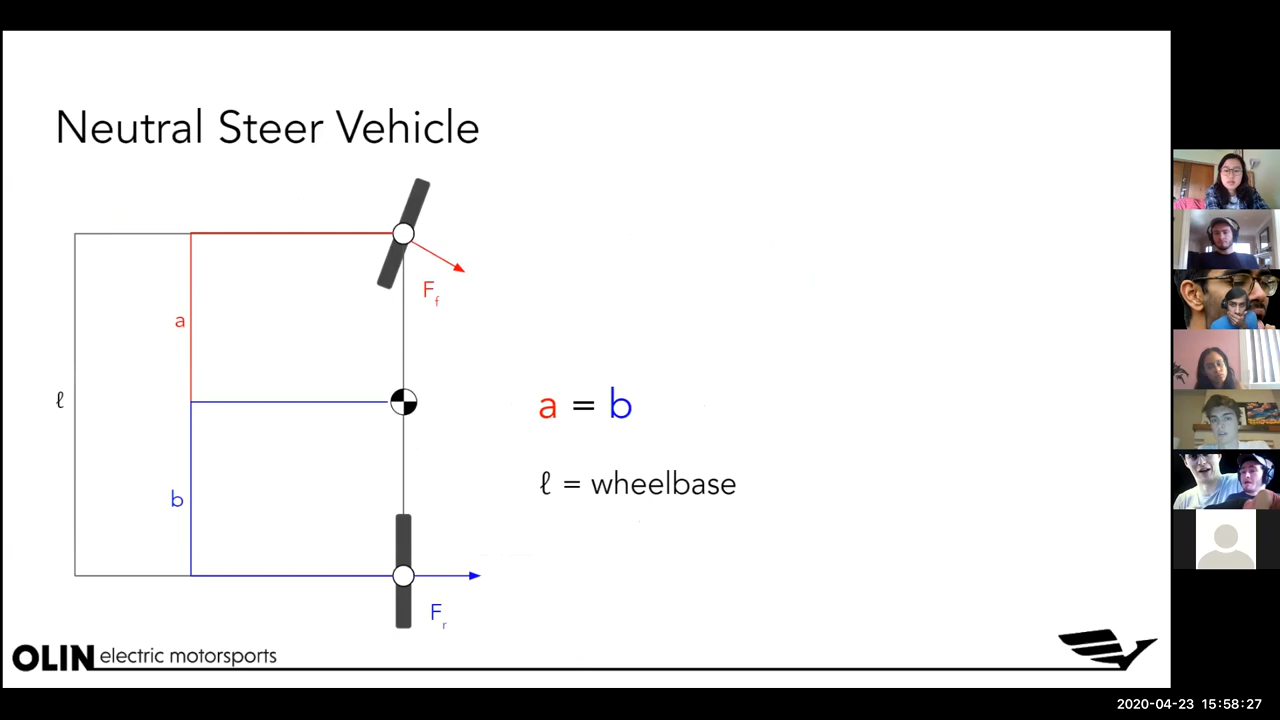 Neutral Steer Vehicle
F_f
a
ℓ
a = b
ℓ = wheelbase
b
F_r
OLIN electric motorsports
2020-04-23 15:58:27